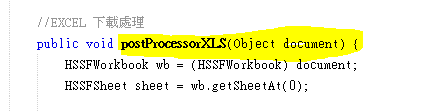 //EXCEL 下載處理
public void postProcessorXLS(Object document) {
HSSFWorkbook wb = (HSSFWorkbook) document;
HSSFSheet sheet = wb.getSheetAt(0);